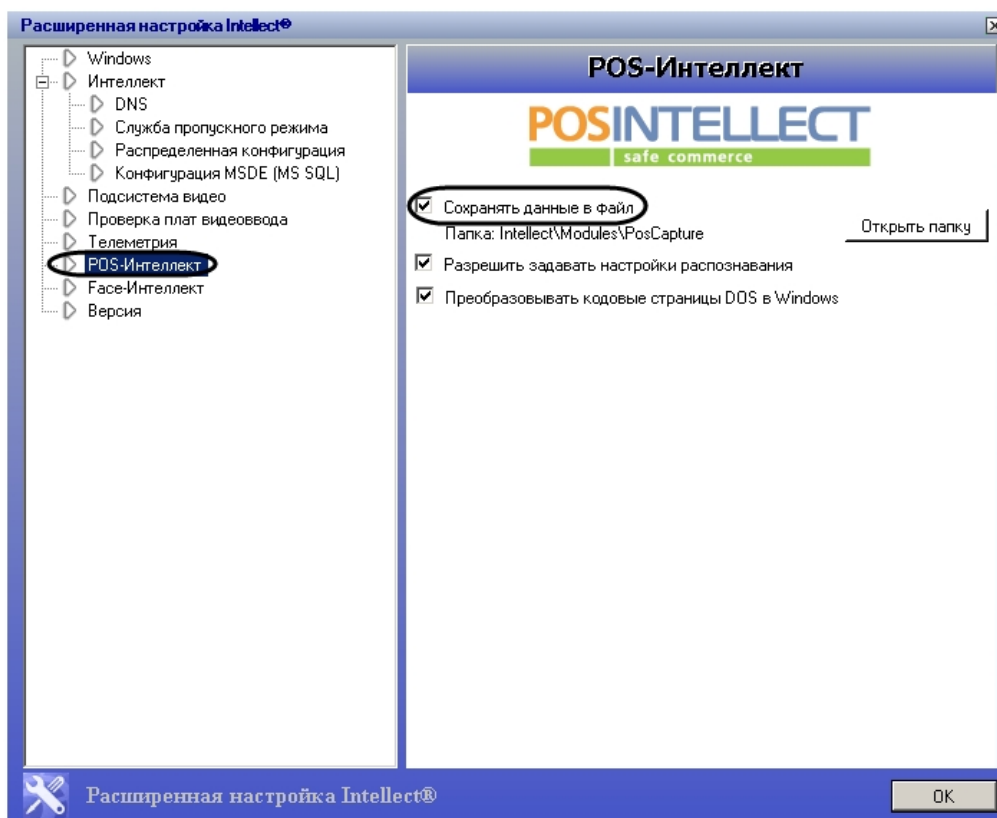 Расширенная настройка Intellect®
Windows
Интеллект
DNS
Служба пропускного режима
Распределенная конфигурация
Конфигурация MSDE (MS SQL)
Подсистема видео
Проверка плат видеоввода
Телеметрия
POS-Интеллект
Face-Интеллект
Версия
POS-Интеллект
POSINTELLECT
safe commerce
Сохранять данные в файл
Папка: Intellect\Modules\PosCapture
Открыть папку
Разрешить задавать настройки распознавания
Преобразовывать кодовые страницы DOS в Windows
Расширенная настройка Intellect®
OK